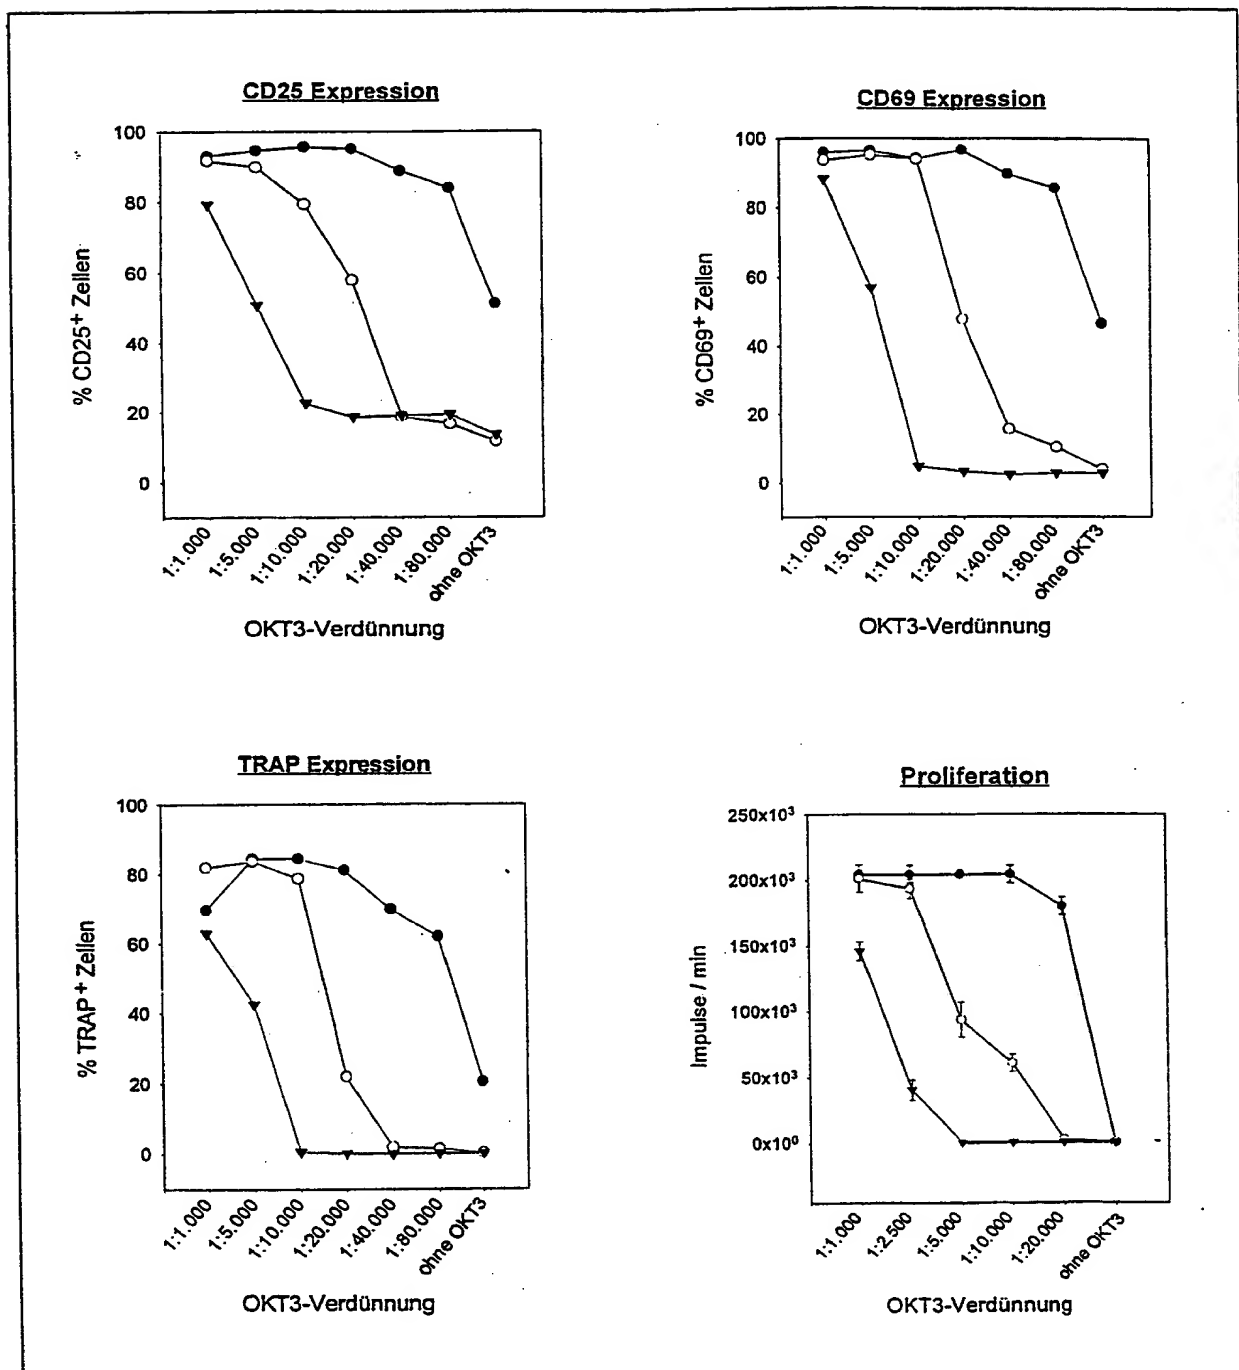 CD25 Expression
100
80
60
40
20
0
% CD25+ Zellen
1:1.000
1:5.000
1:10.000
1:20.000
1:40.000
1:80.000
ohne OKT3
OKT3-Verdünnung
CD69 Expression
100
80
60
40
20
0
% CD69+ Zellen
1:1.000
1:5.000
1:10.000
1:20.000
1:40.000
1:80.000
ohne OKT3
OKT3-Verdünnung
TRAP Expression
100
80
60
40
20
0
% TRAP+ Zellen
1:1.000
1:5.000
1:10.000
1:20.000
1:40.000
1:80.000
ohne OKT3
OKT3-Verdünnung
Proliferation
250x10³
200x10³
150x10³
100x10³
50x10³
0x10⁰
Impulse / min
1:1.000
1:2.500
1:5.000
1:10.000
1:20.000
ohne OKT3
OKT3-Verdünnung